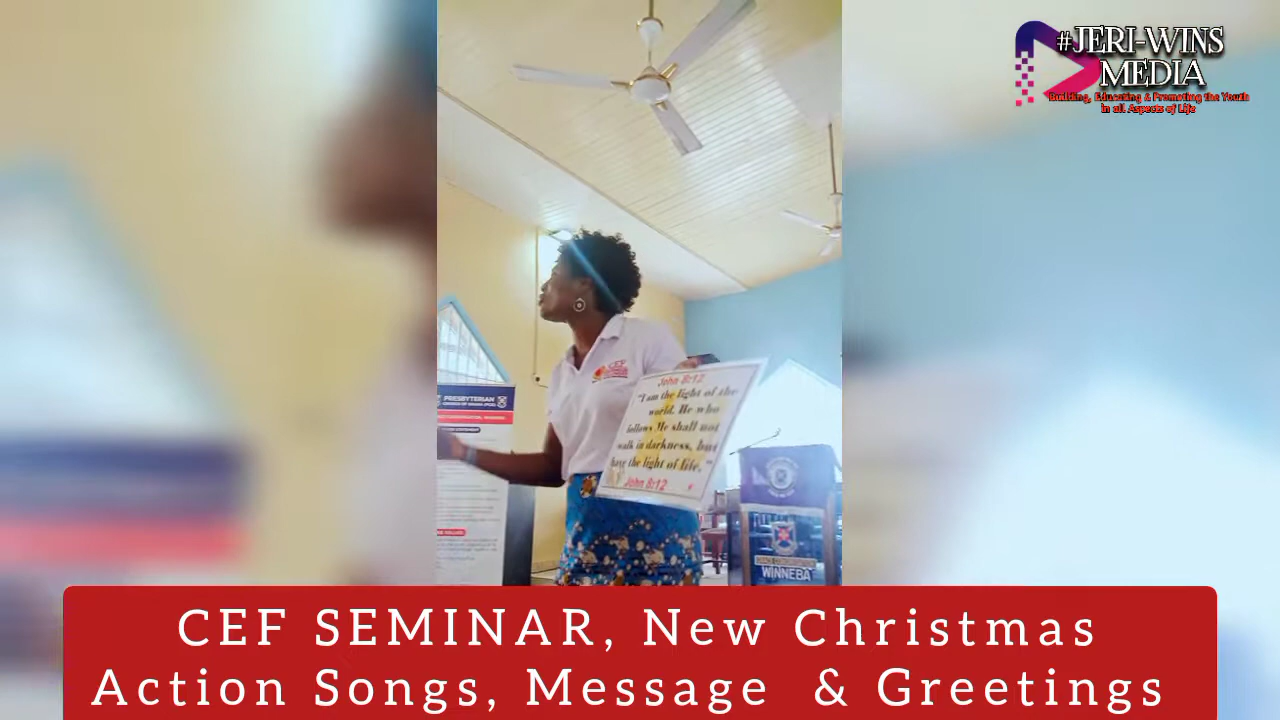 #JERI-WINS
MEDIA
Building, Educating & Promoting the Youth
in all Aspects of Life
CEF
John 8:12
"I am the light of the
world. He who
follows Me shall not
walk in darkness, but
have the light of life."
John 8:12
PRESBYTERIAN
WINNEBA
CEF SEMINAR, New Christmas
Action Songs, Message & Greetings